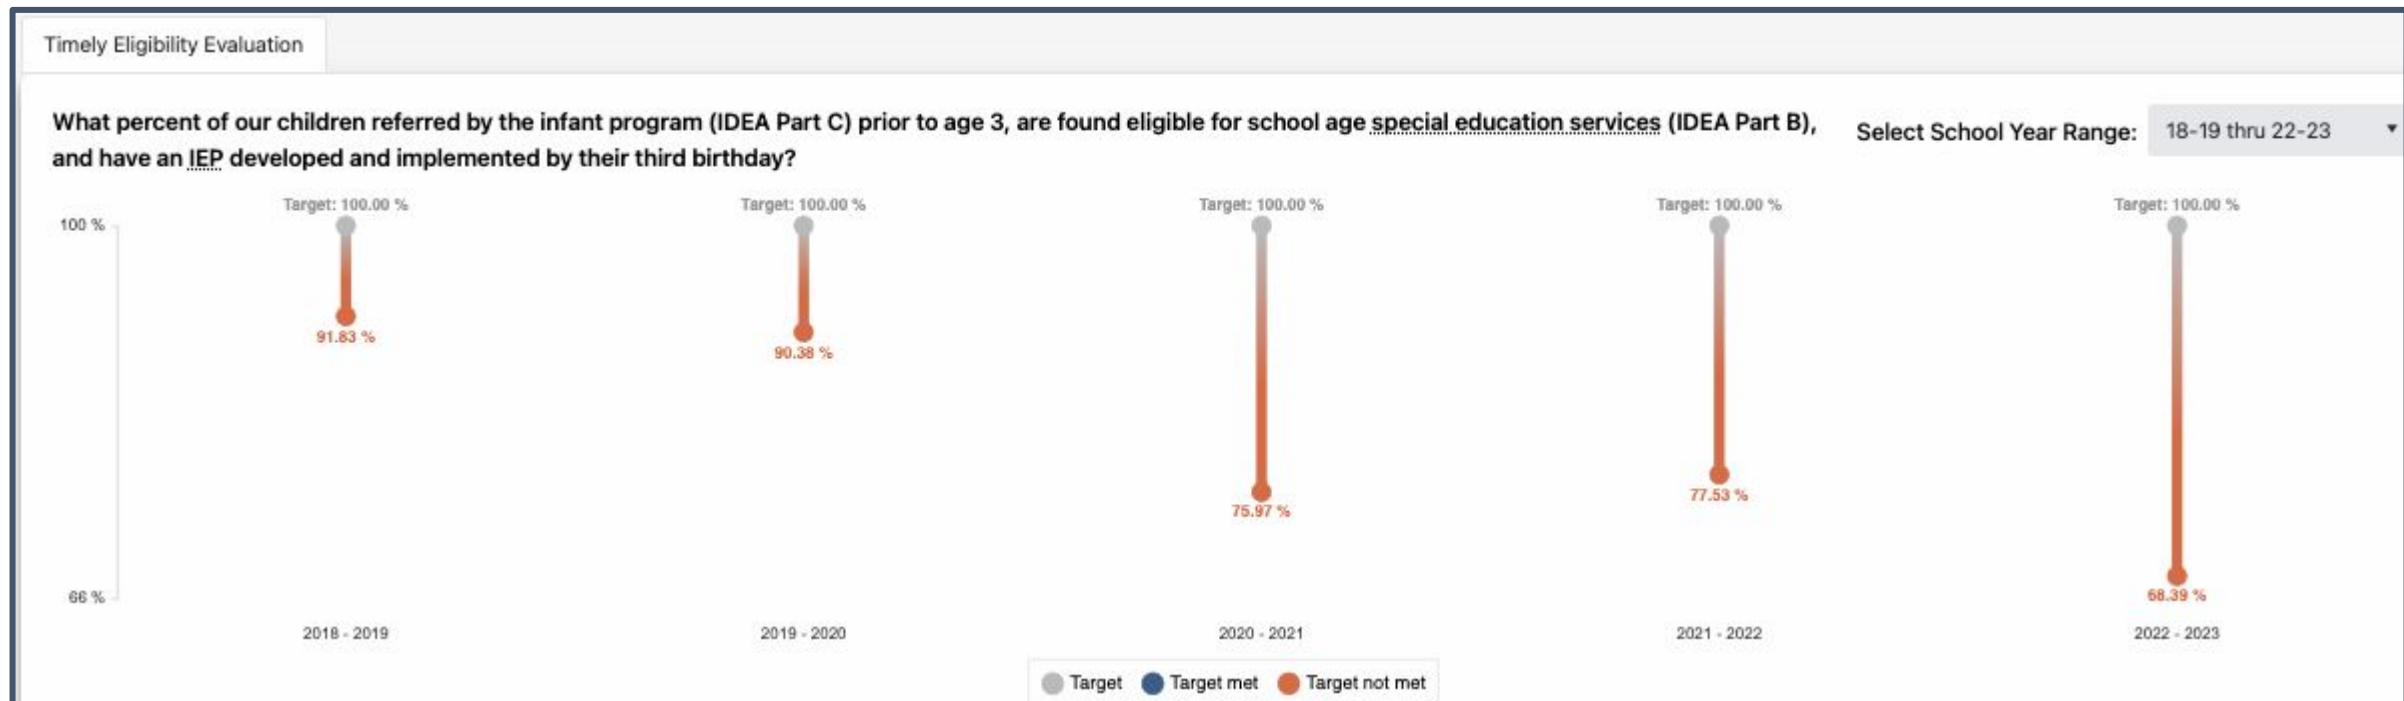 Timely Eligibility Evaluation
What percent of our children referred by the infant program (IDEA Part C) prior to age 3, are found eligible for school age special education services (IDEA Part B),
and have an IEP developed and implemented by their third birthday?
Select School Year Range: 18-19 thru 22-23
Target: 100.00 % Target: 100.00 % Target: 100.00 % Target: 100.00 % Target: 100.00 %
100 %
91.83 %
90.38 %
75.97 %
77.53 %
68.39 %
66 %
2018 - 2019 2019 - 2020 2020 - 2021 2021 - 2022 2022 - 2023
Target Target met Target not met